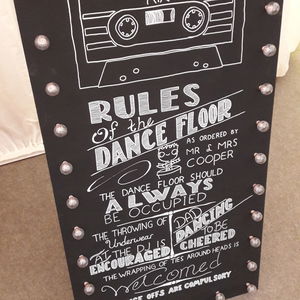 RULES
Of the
DANCE FLOOR
AS ORDERED BY
MR & MRS
COOPER
THE DANCE FLOOR SHOULD
ALWAYS
BE OCCUPIED
THE THROWING OF
Underwear
AT THE DJ IS
ENCOURAGED
DAD
DANCING
TO BE
CHEERED
THE WRAPPING OF TIES AROUND HEADS IS
Welcomed
OFFS ARE COMPULSORY